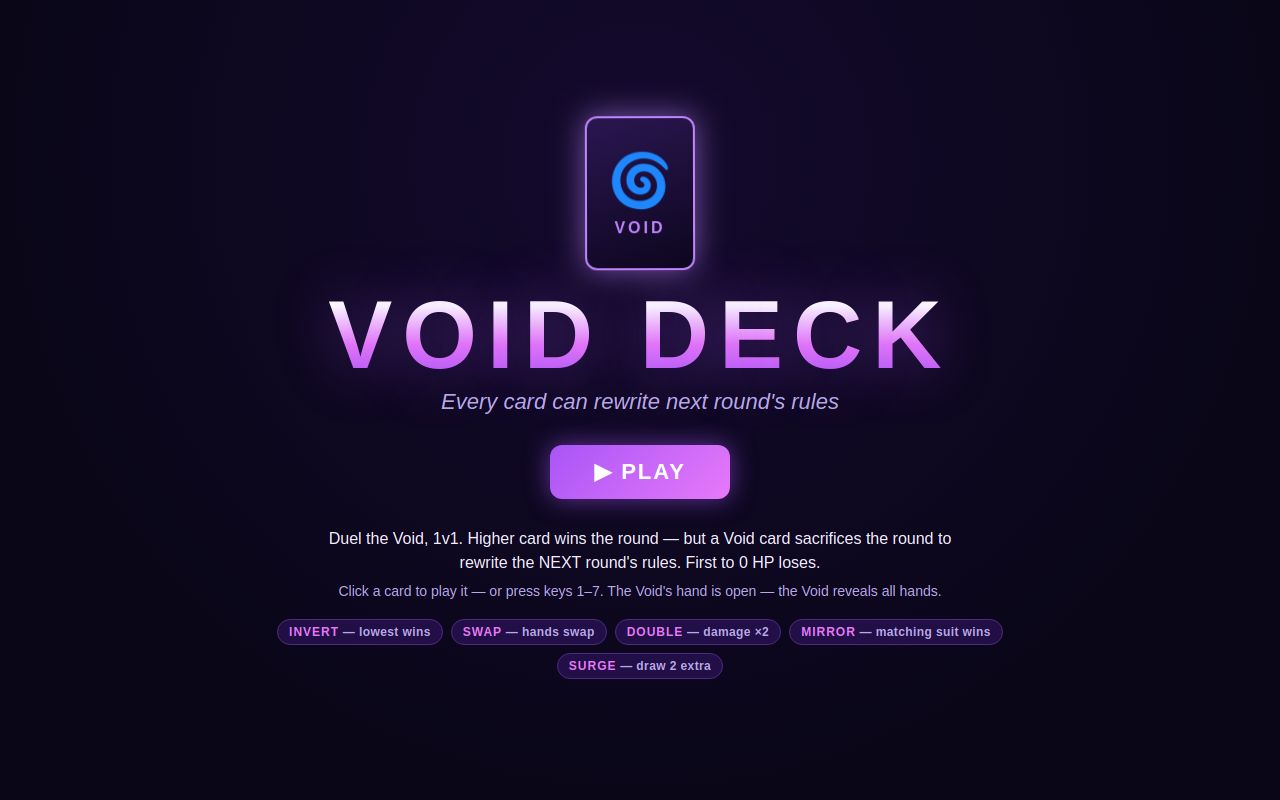 VOID
VOID DECK
Every card can rewrite next round's rules
▶ PLAY
Duel the Void, 1v1. Higher card wins the round — but a Void card sacrifices the round to
rewrite the NEXT round's rules. First to 0 HP loses.
Click a card to play it — or press keys 1–7. The Void's hand is open — the Void reveals all hands.
INVERT — lowest wins SWAP — hands swap DOUBLE — damage ×2 MIRROR — matching suit wins
SURGE — draw 2 extra